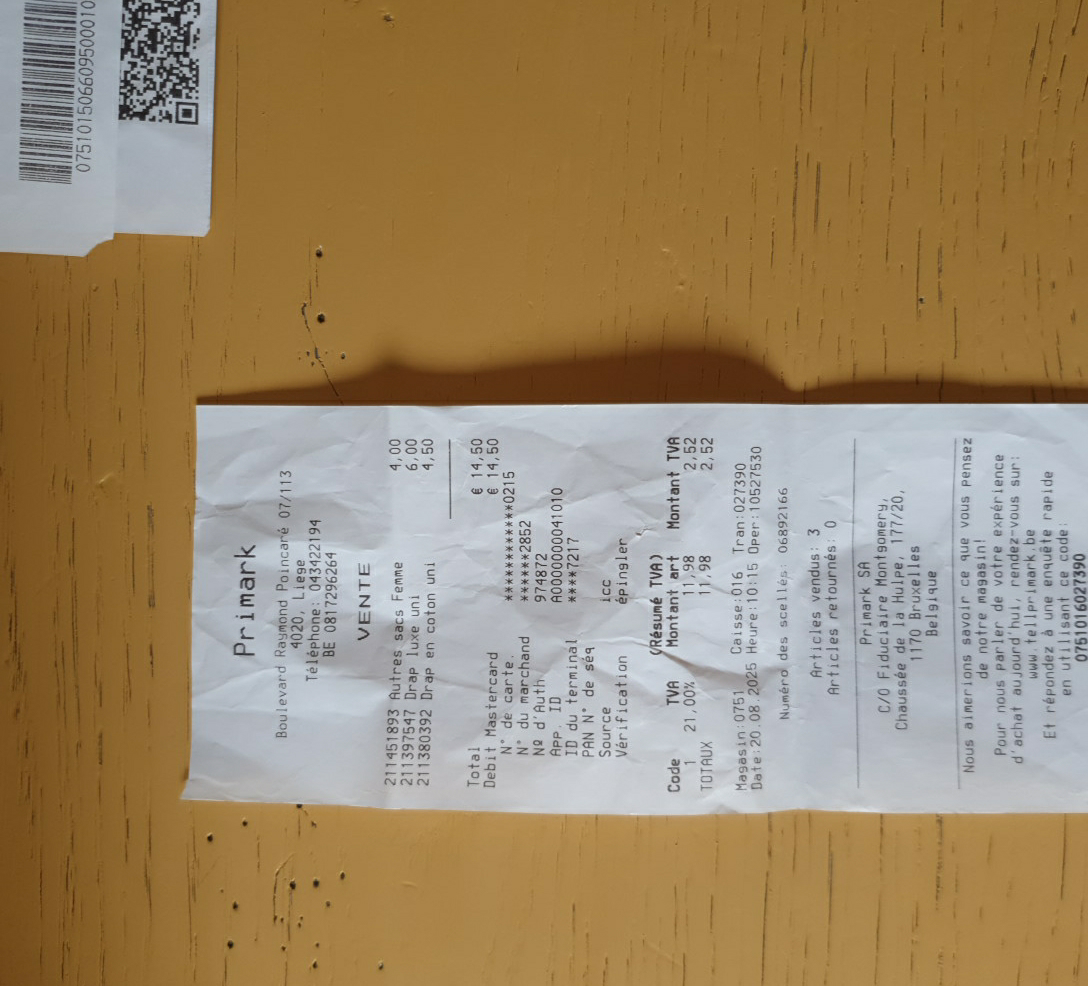 07510150660950001 0
Primark
Boulevard Raymond Poincaré 07/113
4020, Liege
Téléphone: 043422194
BE 0817296264
VENTE
211451893 Autres sacs Femme 4,00
211397547 Drap luxe uni 6,00
211380392 Drap en coton uni 4,50
Total € 14,50
Debit Mastercard € 14,50
N° de carte. ************0215
N° du marchand ******2852
Nº d'Auth 974872
App. ID A0000000041010
ID du terminal ****7217
PAN N° de séq
Source icc
Vérification épingler
(Résumé TVA)
Code TVA Montant art Montant TVA
1 21,00% 11,98 2,52
TOTAUX 11,98 2,52
Magasin:0751 Caisse:016 Tran:027390
Date:20.08.2025 Heure:10:15 Oper:10527530
Numéro des scellés: 06892166
Articles vendus: 3
Articles retournés: 0
Primark SA
C/O Fiduciaire Montgomery,
Chaussée de la Hulpe, 177/20,
1170 Bruxelles
Belgique
Nous aimerions savoir ce que vous pensez
de notre magasin!
Pour nous parler de votre expérience
d'achat aujourd'hui, rendez-vous sur:
www.tellprimark.be
Et répondez à une enquête rapide
en utilisant ce code:
0751016027390